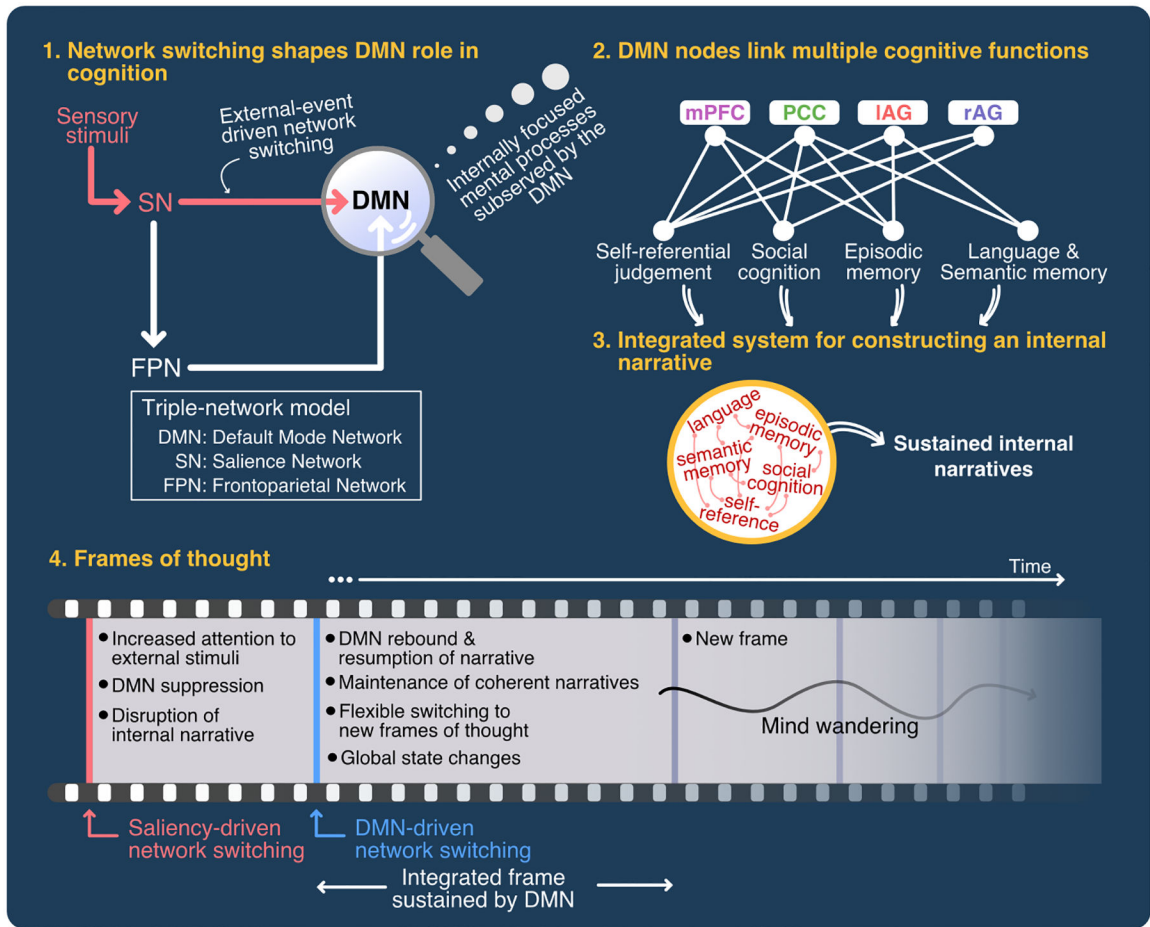 1. Network switching shapes DMN role in
cognition
Sensory
stimuli
External-event
driven network
switching
SN
DMN
Internally focused
mental processes
subserved by the
DMN
FPN
Triple-network model
DMN: Default Mode Network
SN: Salience Network
FPN: Frontoparietal Network
2. DMN nodes link multiple cognitive functions
mPFC
PCC
lAG
rAG
Self-referential
judgement
Social
cognition
Episodic
memory
Language &
Semantic memory
3. Integrated system for constructing an internal
narrative
language
episodic
memory
semantic
memory
social
cognition
self-
reference
Sustained internal
narratives
4. Frames of thought
Time
● Increased attention to
external stimuli
● DMN suppression
● Disruption of
internal narrative
● DMN rebound &
resumption of narrative
● Maintenance of coherent narratives
● Flexible switching to
new frames of thought
● Global state changes
● New frame
Mind wandering
Saliency-driven
network switching
DMN-driven
network switching
Integrated frame
sustained by DMN